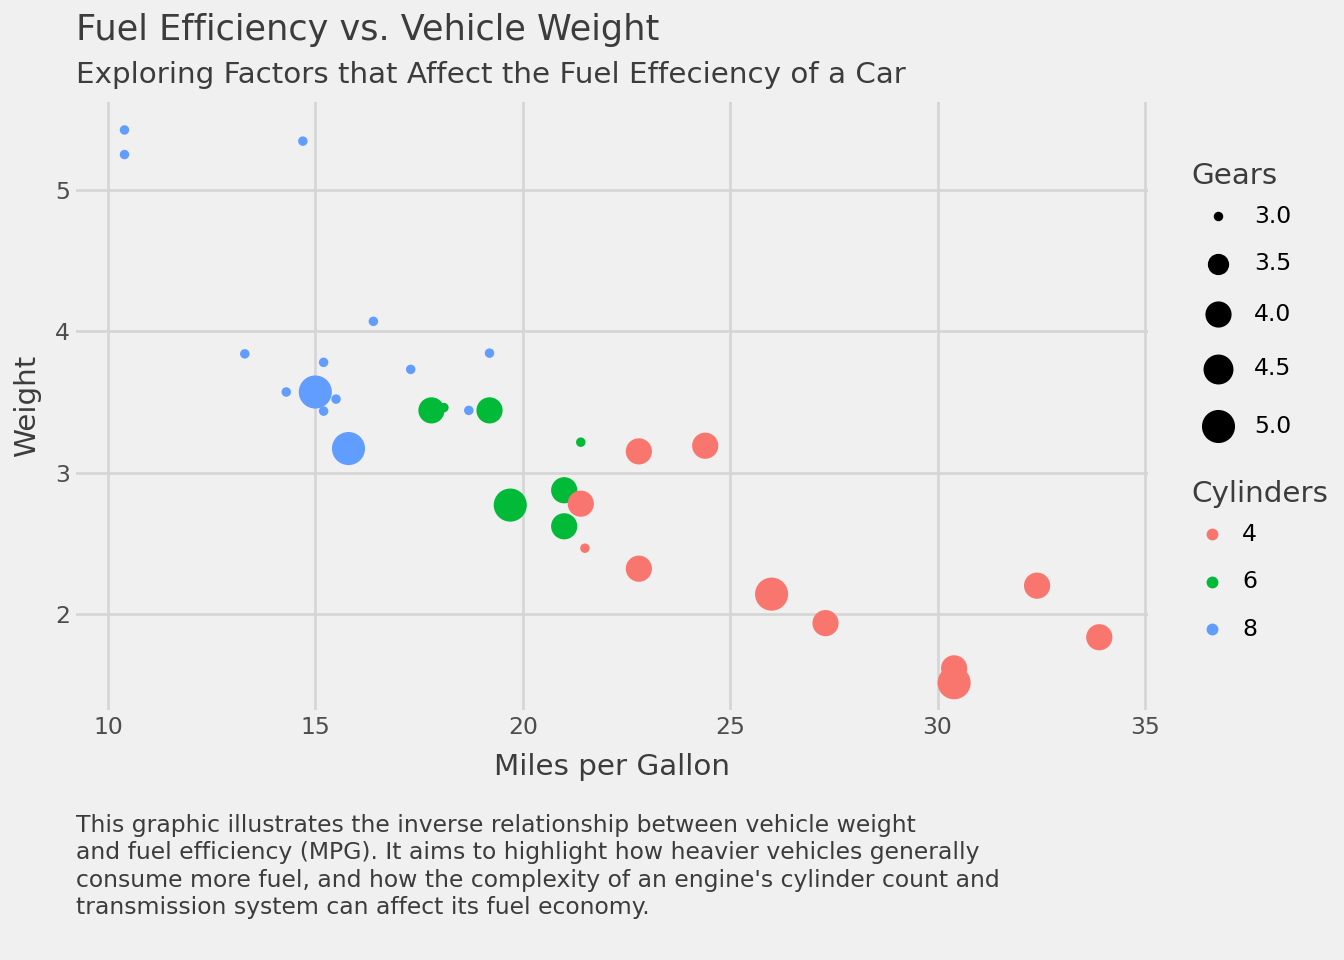 Fuel Efficiency vs. Vehicle Weight
Exploring Factors that Affect the Fuel Effeciency of a Car
Weight
5
4
3
2
10 15 20 25 30 35
Miles per Gallon
Gears
3.0
3.5
4.0
4.5
5.0
Cylinders
4
6
8
This graphic illustrates the inverse relationship between vehicle weight
and fuel efficiency (MPG). It aims to highlight how heavier vehicles generally
consume more fuel, and how the complexity of an engine's cylinder count and
transmission system can affect its fuel economy.